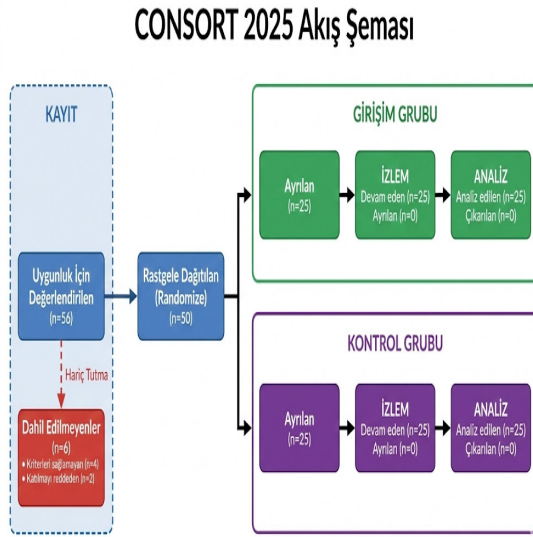 CONSORT 2025 Akış Şeması
KAYIT
Uygunluk İçin
Değerlendirilen
(n=56)
Hariç Tutma
Dahil Edilmeyenler
(n=6)
• Kriterleri sağlamayan (n=4)
• Katılmayı reddeden (n=2)
Rastgele Dağıtılan
(Randomize)
(n=50)
GİRİŞİM GRUBU
Ayrılan
(n=25)
İZLEM
Devam eden (n=25)
Ayrılan (n=0)
ANALİZ
Analiz edilen (n=25)
Çıkarılan (n=0)
KONTROL GRUBU
Ayrılan
(n=25)
İZLEM
Devam eden (n=25)
Ayrılan (n=0)
ANALİZ
Analiz edilen (n=25)
Çıkarılan (n=0)